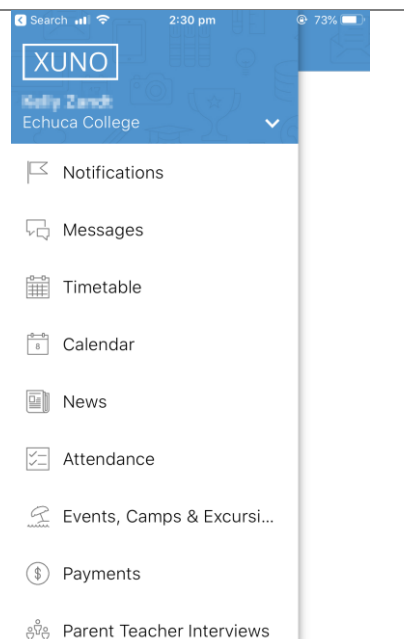 Search 2:30 pm 73%
XUNO
Echuca College
Notifications
Messages
Timetable
8
Calendar
News
Attendance
Events, Camps & Excursi...
$
Payments
Parent Teacher Interviews